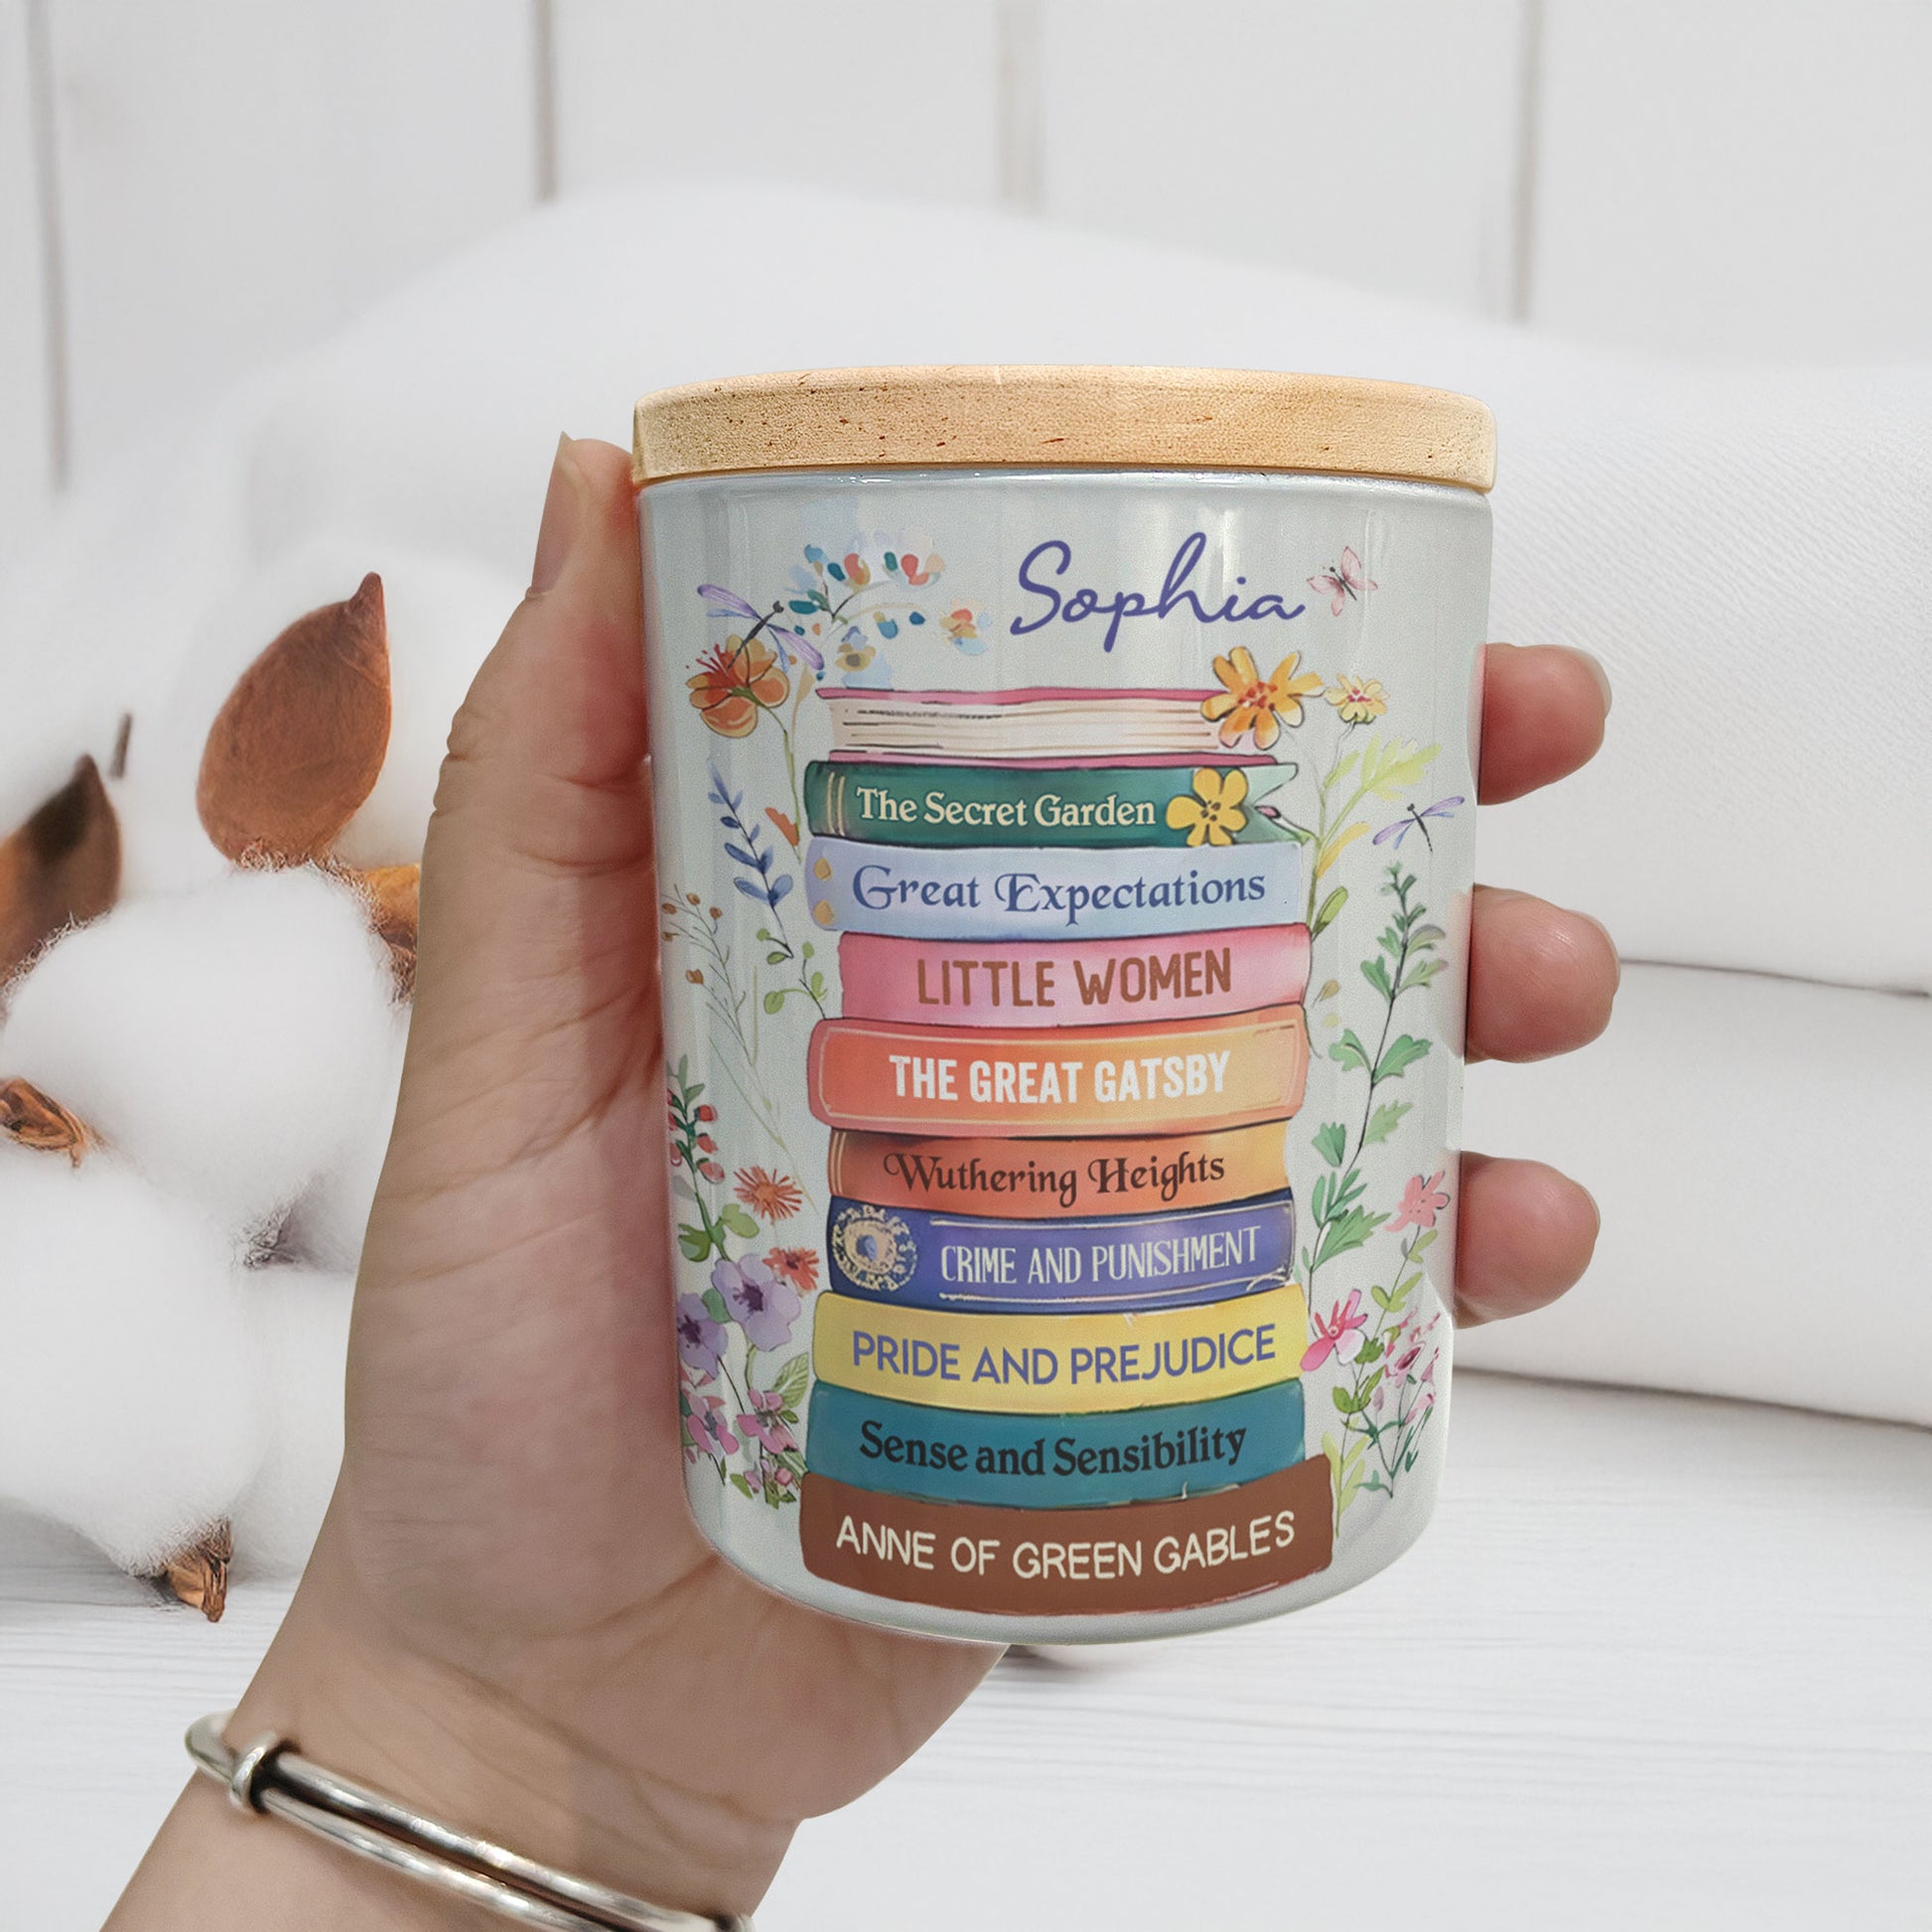 Sophia
The Secret Garden
Great Expectations
LITTLE WOMEN
THE GREAT GATSBY
Wuthering Heights
CRIME AND PUNISHMENT
PRIDE AND PREJUDICE
Sense and Sensibility
ANNE OF GREEN GABLES